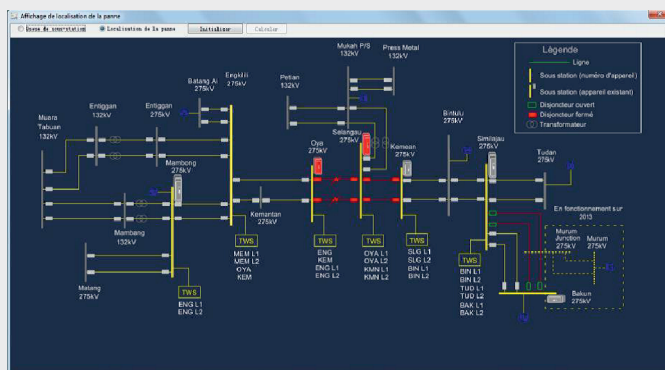 Affichage de localisation de la panne
Localisation de la panne
Initialiser
Calculer
Mukah P/S
132kV
Press Metal
132kV
Légende
Ligne
Sous station (numéro d'appareil)
Sous station (appareil existant)
Disjoncteur ouvert
Disjoncteur fermé
Transformateur
Batang Ai
275kV
Engkilili
275kV
Petian
132kV
Muara
Tabuan
132kV
Entiggan
132kV
Entiggan
275kV
Mambong
275kV
Oya
275kV
Selangau
275kV
Kemean
275kV
Bintulu
275kV
Similajau
275kV
Tudan
275kV
En fonctionnement sur
2013
Kemantan
275kV
Mambang
132kV
Matang
275kV
Murum
Junction
275kV
Murum
275kV
Bakun
275kV
TWS
MEM L1
MEM L2
OYA
KEM
TWS
ENG
KEM
ENG L1
ENG L2
TWS
OYA L1
OYA L2
KMN L1
KMN L2
TWS
SLG L1
SLG L2
BIN L1
BIN L2
TWS
BIN L1
BIN L2
TUD L1
TUD L2
BAK L1
BAK L2
TWS
ENG L1
ENG L2